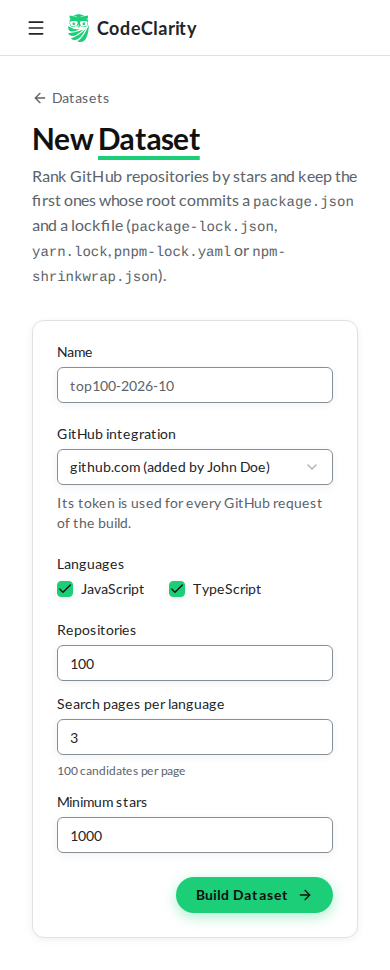 CodeClarity
Datasets
New Dataset
Rank GitHub repositories by stars and keep the
first ones whose root commits a package.json
and a lockfile (package-lock.json,
yarn.lock, pnpm-lock.yaml or npm-
shrinkwrap.json).
Name
top100-2026-10
GitHub integration
github.com (added by John Doe)
Its token is used for every GitHub request
of the build.
Languages
JavaScript TypeScript
Repositories
100
Search pages per language
3
100 candidates per page
Minimum stars
1000
Build Dataset